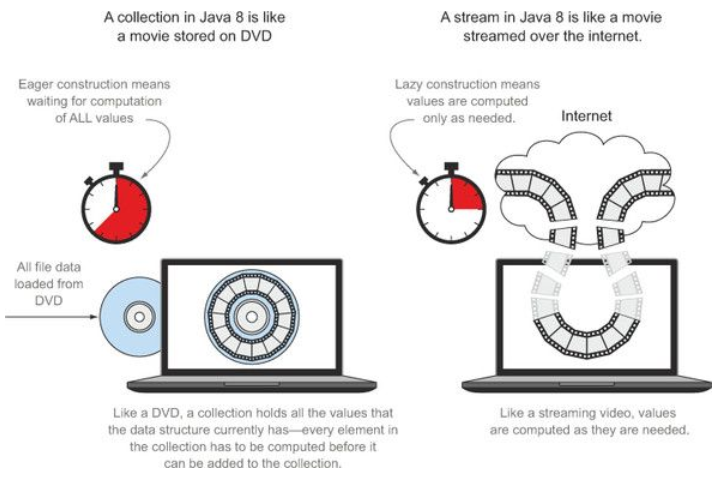 A collection in Java 8 is like
a movie stored on DVD
Eager construction means
waiting for computation
of ALL values
All file data
loaded from
DVD
Like a DVD, a collection holds all the values that
the data structure currently has—every element in
the collection has to be computed before it
can be added to the collection.
A stream in Java 8 is like a movie
streamed over the internet.
Lazy construction means
values are computed
only as needed.
Internet
Like a streaming video, values
are computed as they are needed.